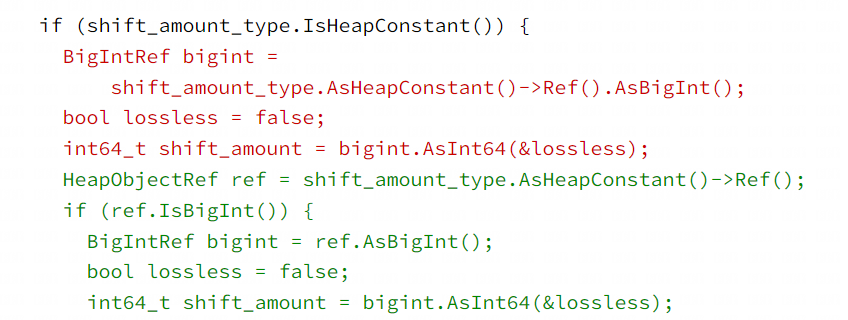 if (shift_amount_type.IsHeapConstant()) {
BigIntRef bigint =
shift_amount_type.AsHeapConstant()->Ref().AsBigInt();
bool lossless = false;
int64_t shift_amount = bigint.AsInt64(&lossless);
HeapObjectRef ref = shift_amount_type.AsHeapConstant()->Ref();
if (ref.IsBigInt()) {
BigIntRef bigint = ref.AsBigInt();
bool lossless = false;
int64_t shift_amount = bigint.AsInt64(&lossless);